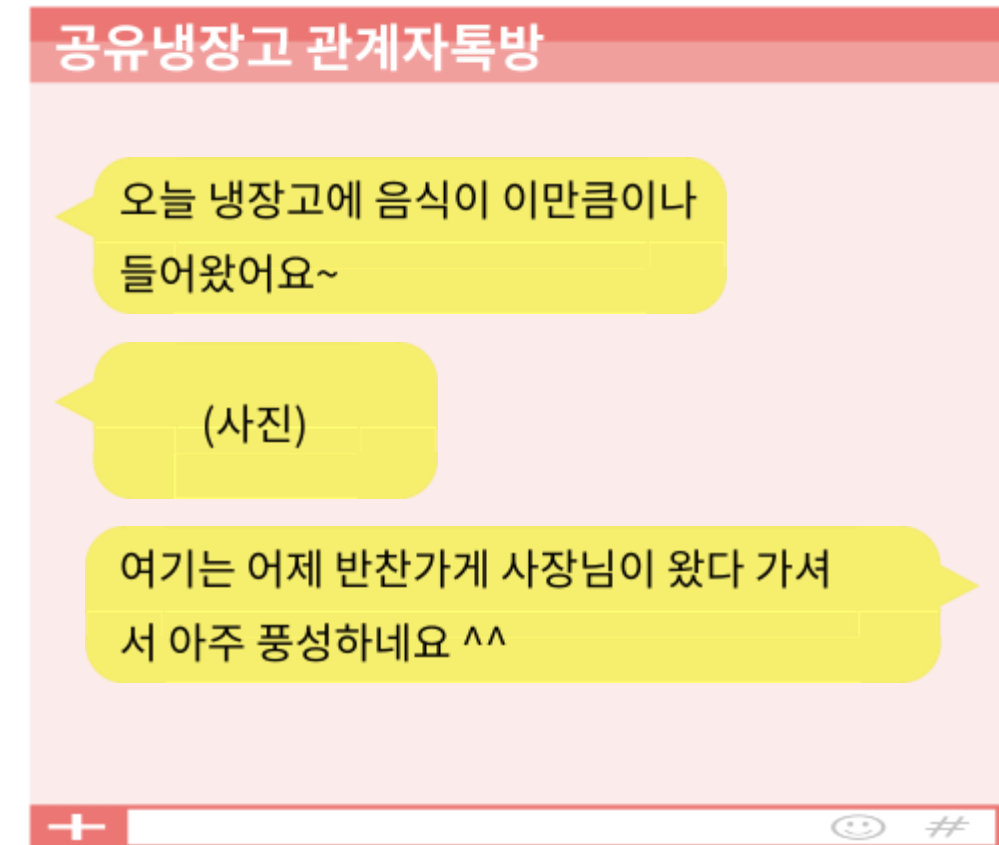 공유냉장고 관계자톡방
오늘 냉장고에 음식이 이만큼이나
들어왔어요~
(사진)
여기는 어제 반찬가게 사장님이 왔다 가셔
서 아주 풍성하네요 ^^
#